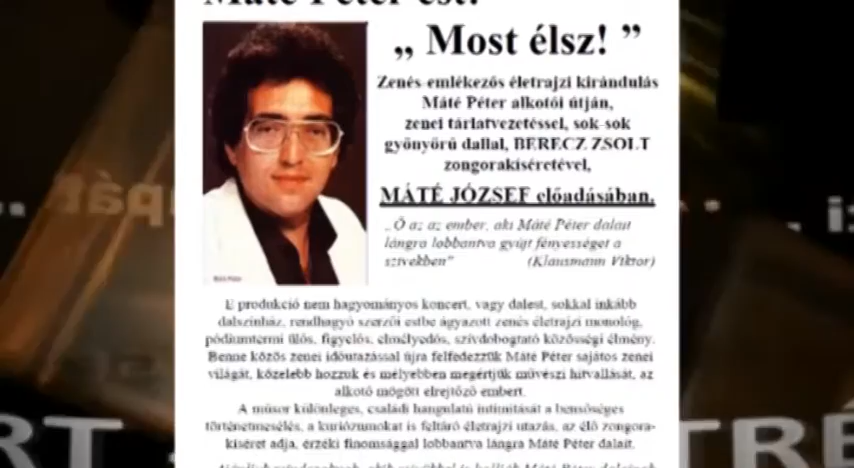 Máté Péter est!
„ Most élsz! ”
Zenés-emlékezős életrajzi kirándulás
Máté Péter alkotói útján,
zenei tárlatvezetéssel, sok-sok
gyönyörű dallal, BERECZ ZSOLT
zongorakíséretével,
MÁTÉ JÓZSEF előadásában.
„Ő az az ember, aki Máté Péter dalait
lángra lobbantva gyújt fényességet a
szívekben” (Klausmann Viktor)
E produkció nem hagyományos koncert, vagy dalest, sokkal inkább
dalszínház, rendhagyó szerzői estbe ágyazott zenés életrajzi monológ,
pódiumtermi ülős, figyelős, elmélyedős, szívdobogtató közösségi élmény.
Benne közös zenei időutazással újra felfedezzük Máté Péter sajátos zenei
világát, közelebb hozzuk és mélyebben megértjük művészi hitvallását, az
alkotó mögött elrejtőző embert.
A műsor különleges, családi hangulatú intimitását a bensőséges
történetmesélés, a kuriózumokat is feltáró életrajzi utazás, az élő zongora-
kíséret adja, érzéki finomsággal lobbantva lángra Máté Péter dalait.